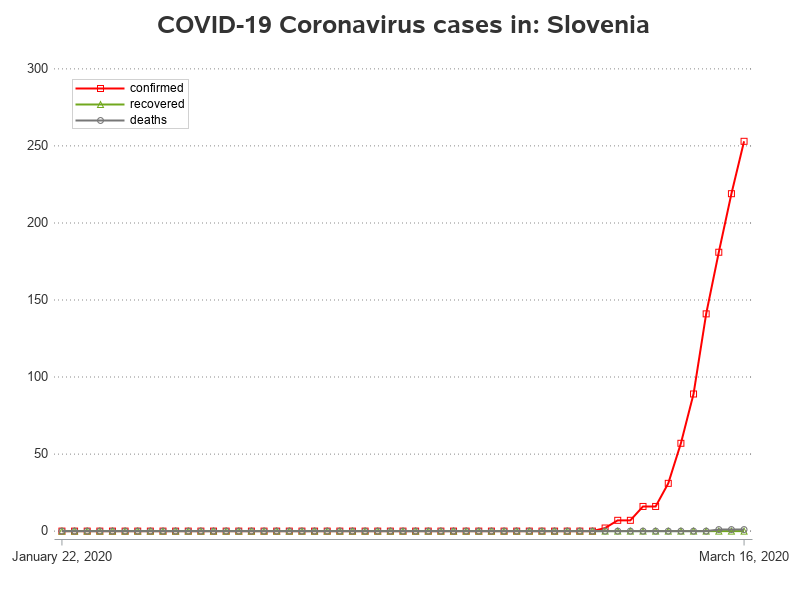 COVID-19 Coronavirus cases in: Slovenia
300
confirmed
recovered
deaths
250
200
150
100
50
0
January 22, 2020
March 16, 2020